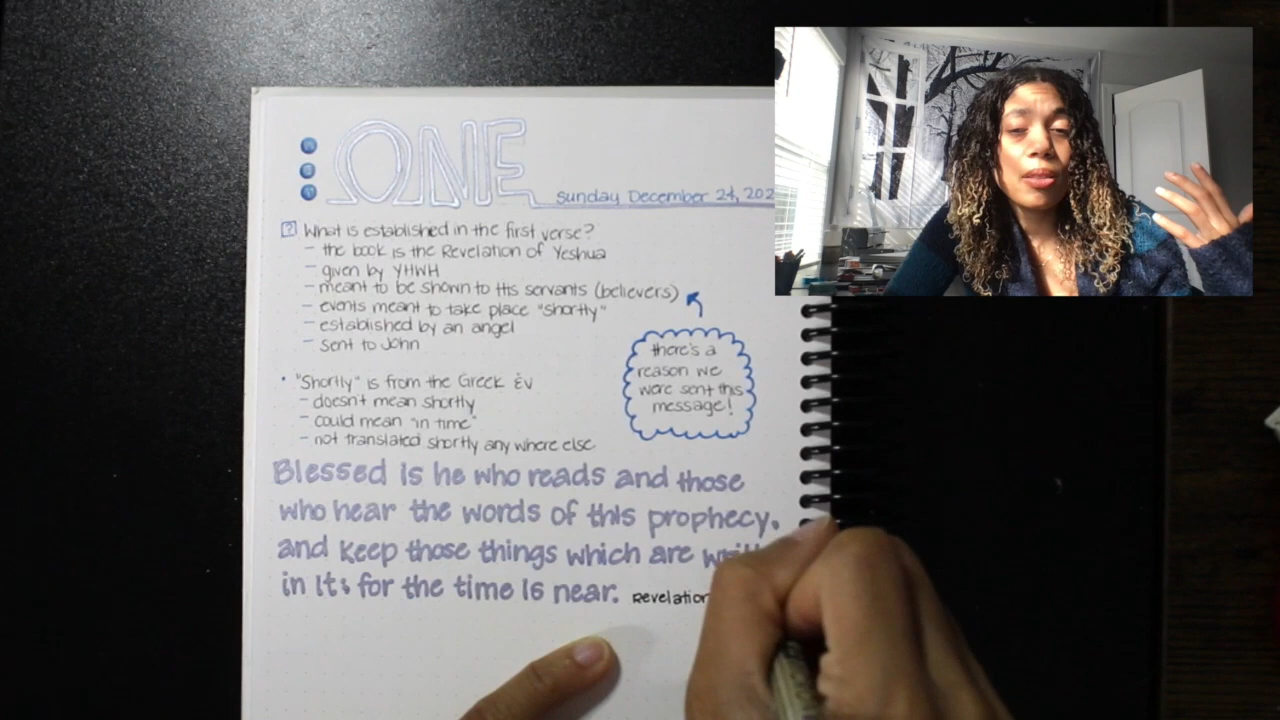 ONE
Sunday December 24, 202
? What is established in the first verse?
- the book is the Revelation of Yeshua
- given by YHWH
- meant to be shown to His servants (believers)
- events meant to take place "shortly"
- established by an angel
- sent to John
there's a
reason we
were sent this
message!
• "Shortly" is from the Greek ἐν
- doesn't mean shortly
- could mean "in time"
- not translated shortly any where else
Blessed is he who reads and those
who hear the words of this prophecy,
and keep those things which are
in it; for the time is near. Revelation